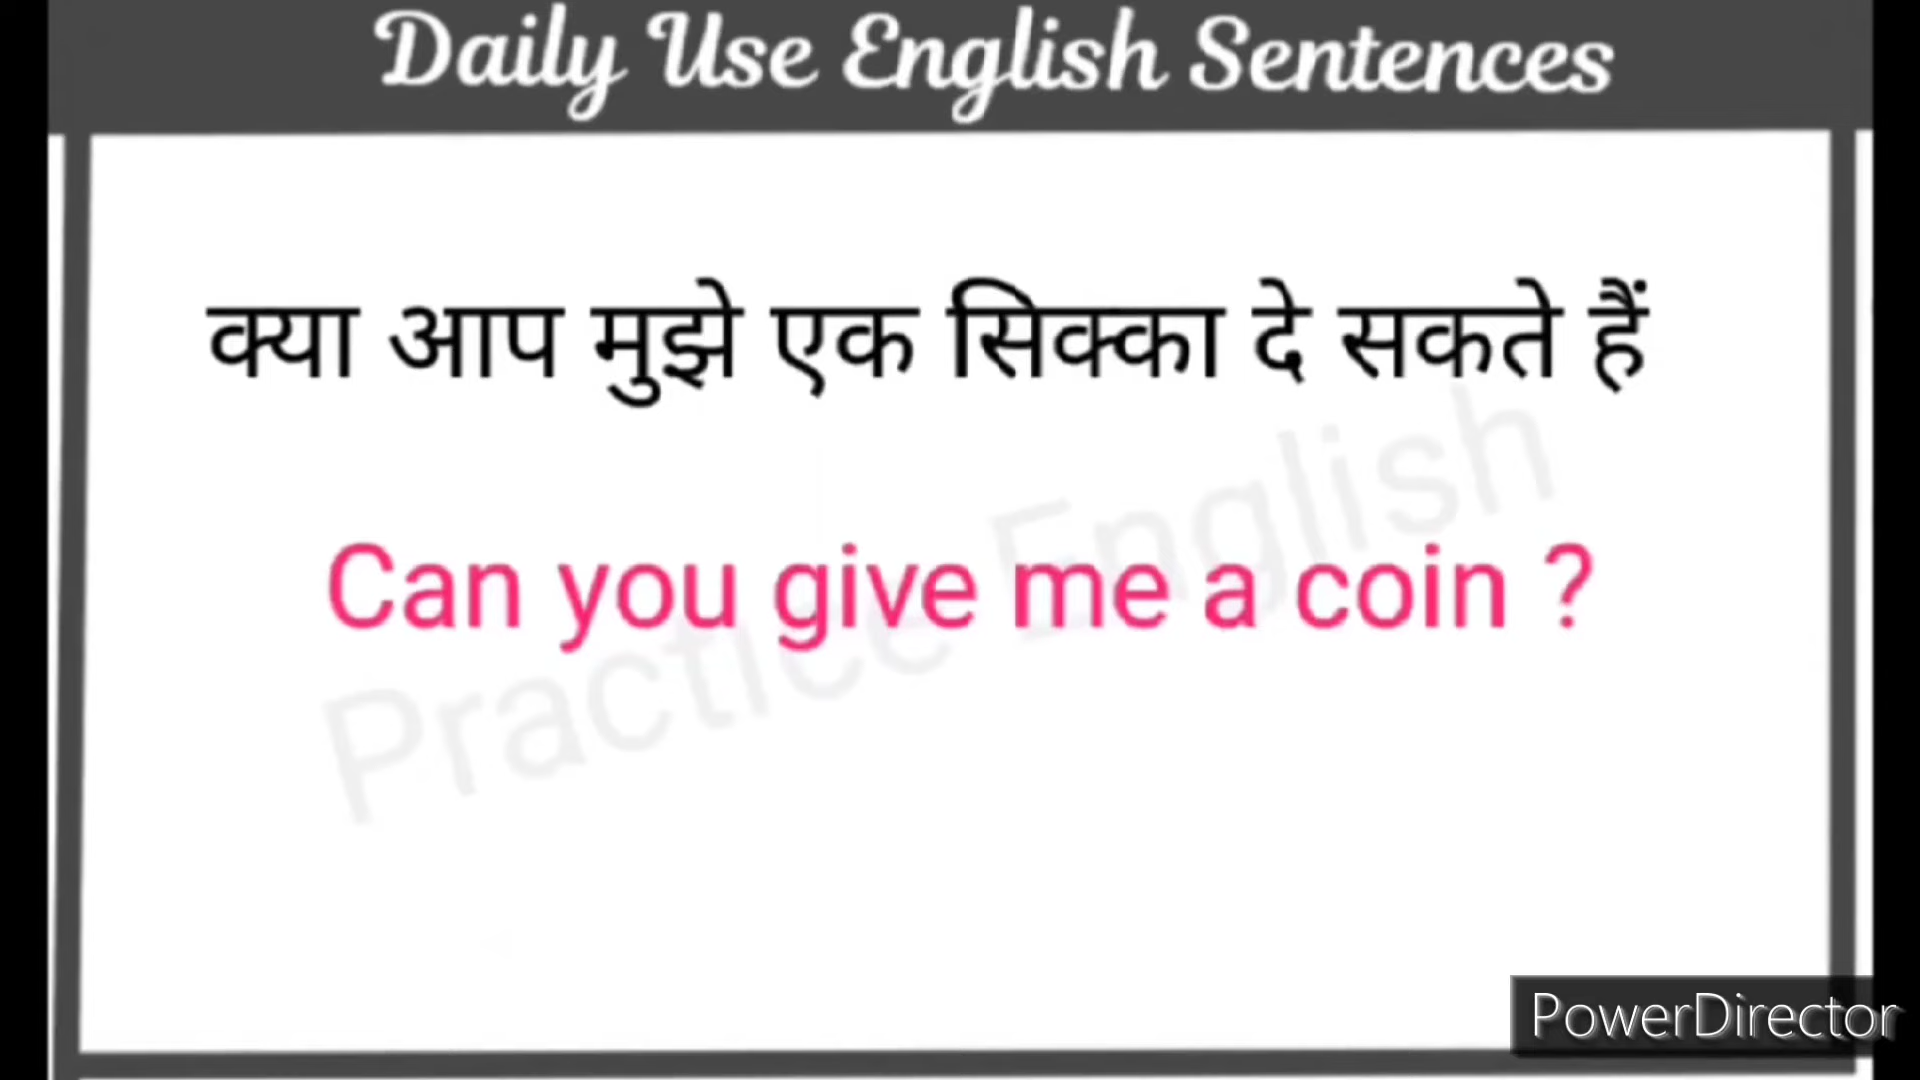 Daily Use English Sentences
क्या आप मुझे एक सिक्का दे सकते हैं
Can you give me a coin ?
Practice English
PowerDirector